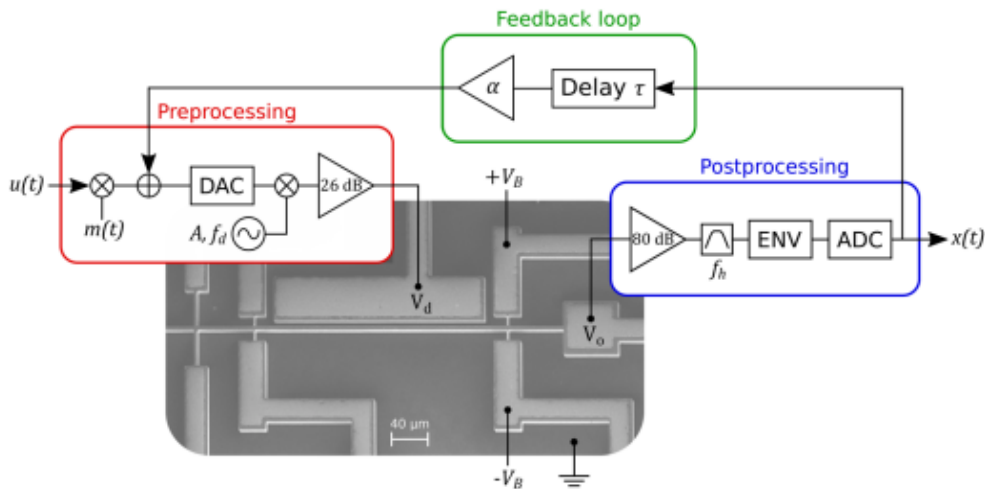 Feedback loop
α
Delay τ
Preprocessing
Postprocessing
u(t)
DAC
26 dB
m(t)
A, f_d
+V_B
80 dB
ENV
ADC
x(t)
f_h
V_d
V_o
40 μm
-V_B